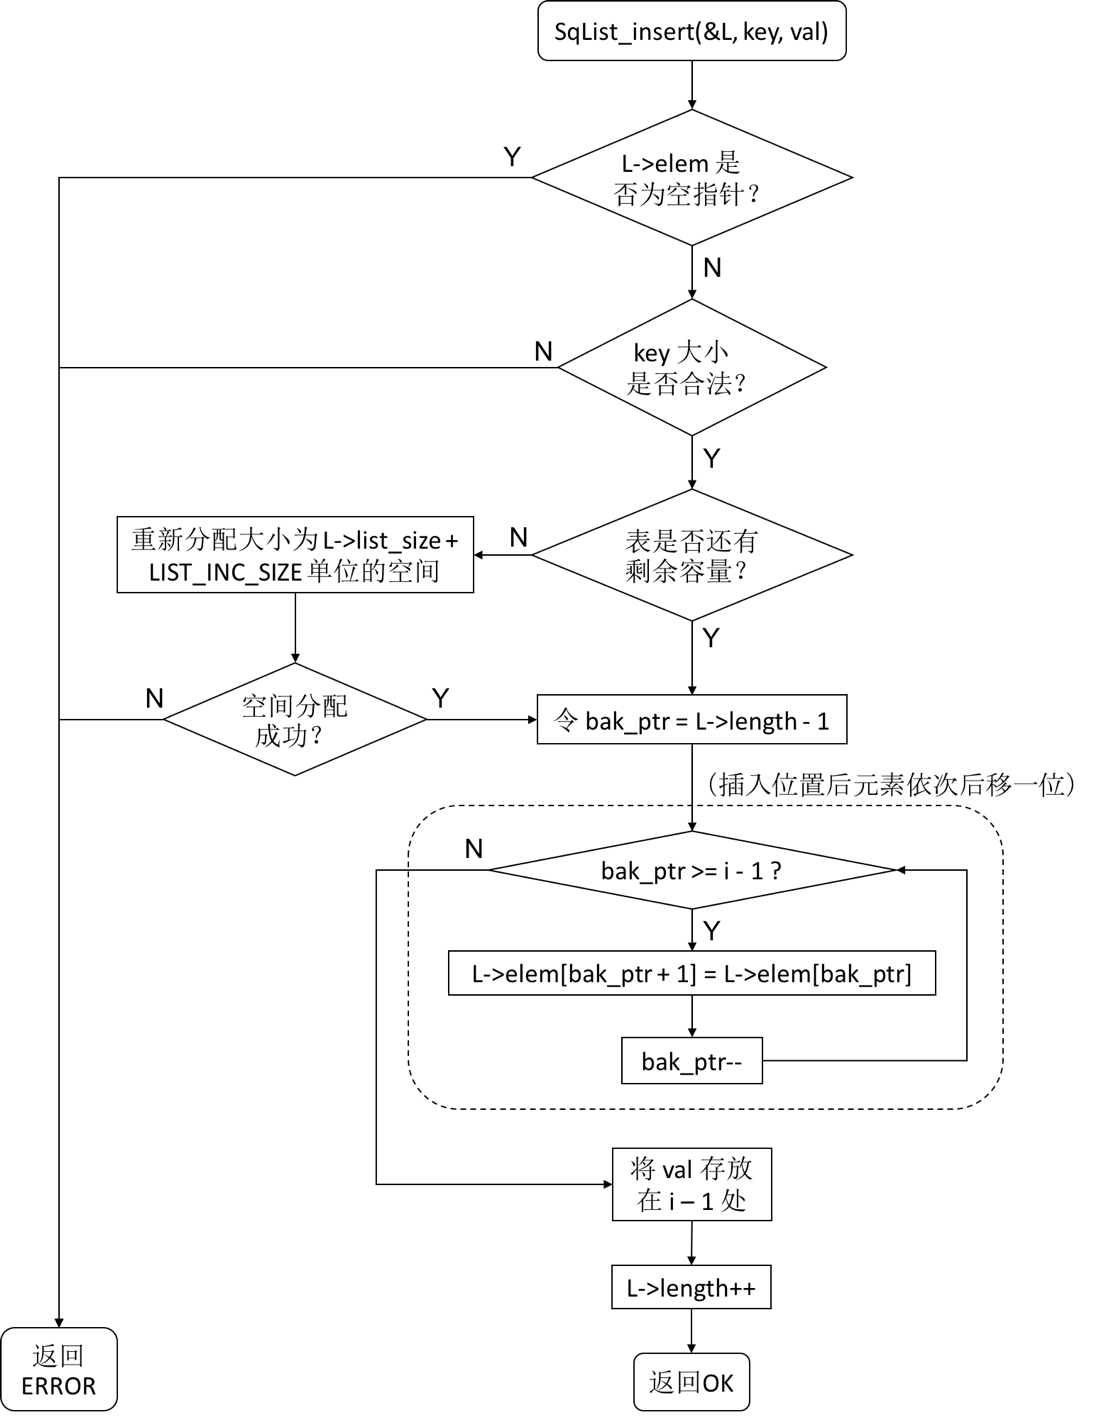 SqList_insert(&L, key, val)
Y
L->elem 是
否为空指针?
N
N
key 大小
是否合法?
Y
重新分配大小为 L->list_size +
LIST_INC_SIZE 单位的空间
N
表是否还有
剩余容量?
Y
N
空间分配
成功?
Y
令 bak_ptr = L->length - 1
（插入位置后元素依次后移一位）
N
bak_ptr >= i - 1 ?
Y
L->elem[bak_ptr + 1] = L->elem[bak_ptr]
bak_ptr--
将 val 存放
在 i – 1 处
L->length++
返回
ERROR
返回OK